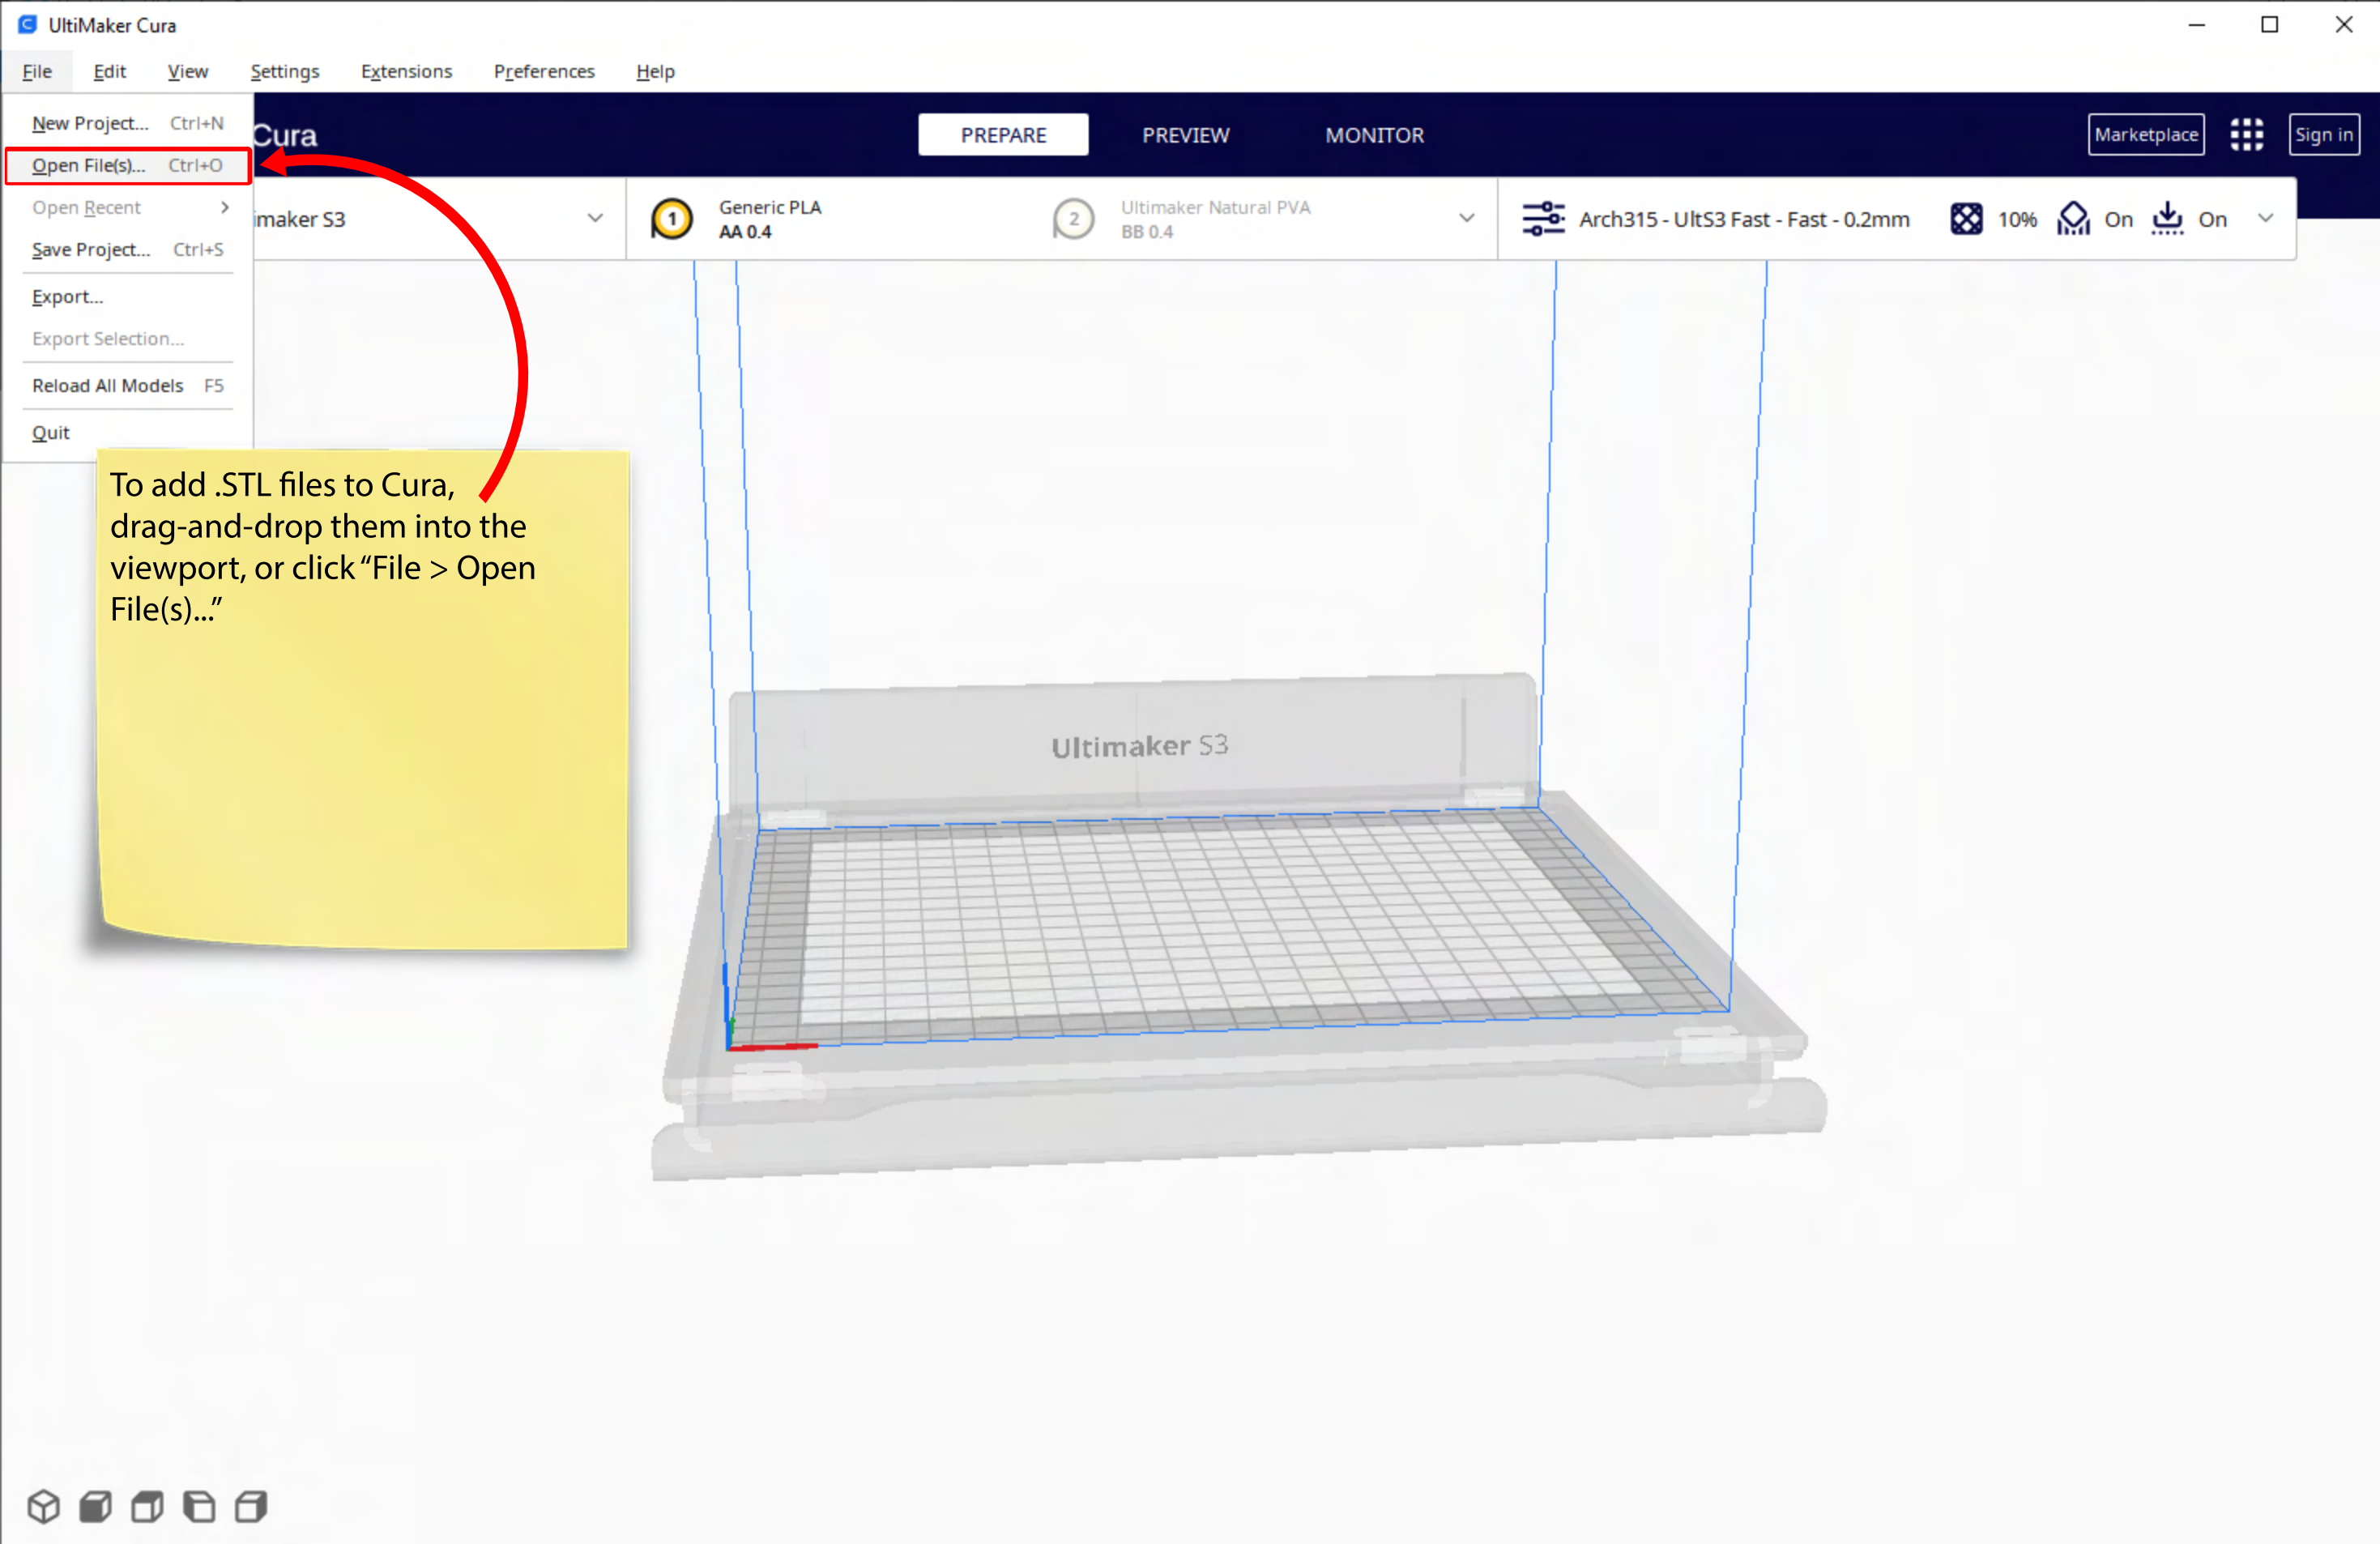 UltiMaker Cura
File Edit View Settings Extensions Preferences Help
New Project... Ctrl+N
Open File(s)... Ctrl+O
Open Recent
Save Project... Ctrl+S
Export...
Export Selection...
Reload All Models F5
Quit
Cura
PREPARE PREVIEW MONITOR
Marketplace
Sign in
imaker S3
1 Generic PLA
AA 0.4
2 Ultimaker Natural PVA
BB 0.4
Arch315 - UltS3 Fast - Fast - 0.2mm 10% On On
To add .STL files to Cura,
drag-and-drop them into the
viewport, or click “File > Open
File(s)...”
Ultimaker S3